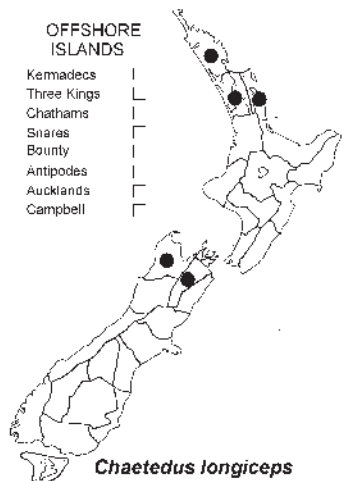 OFFSHORE
ISLANDS
Kermadecs
Three Kings
Chathams
Snares
Bounty
Antipodes
Aucklands
Campbell
Chaetedus longiceps